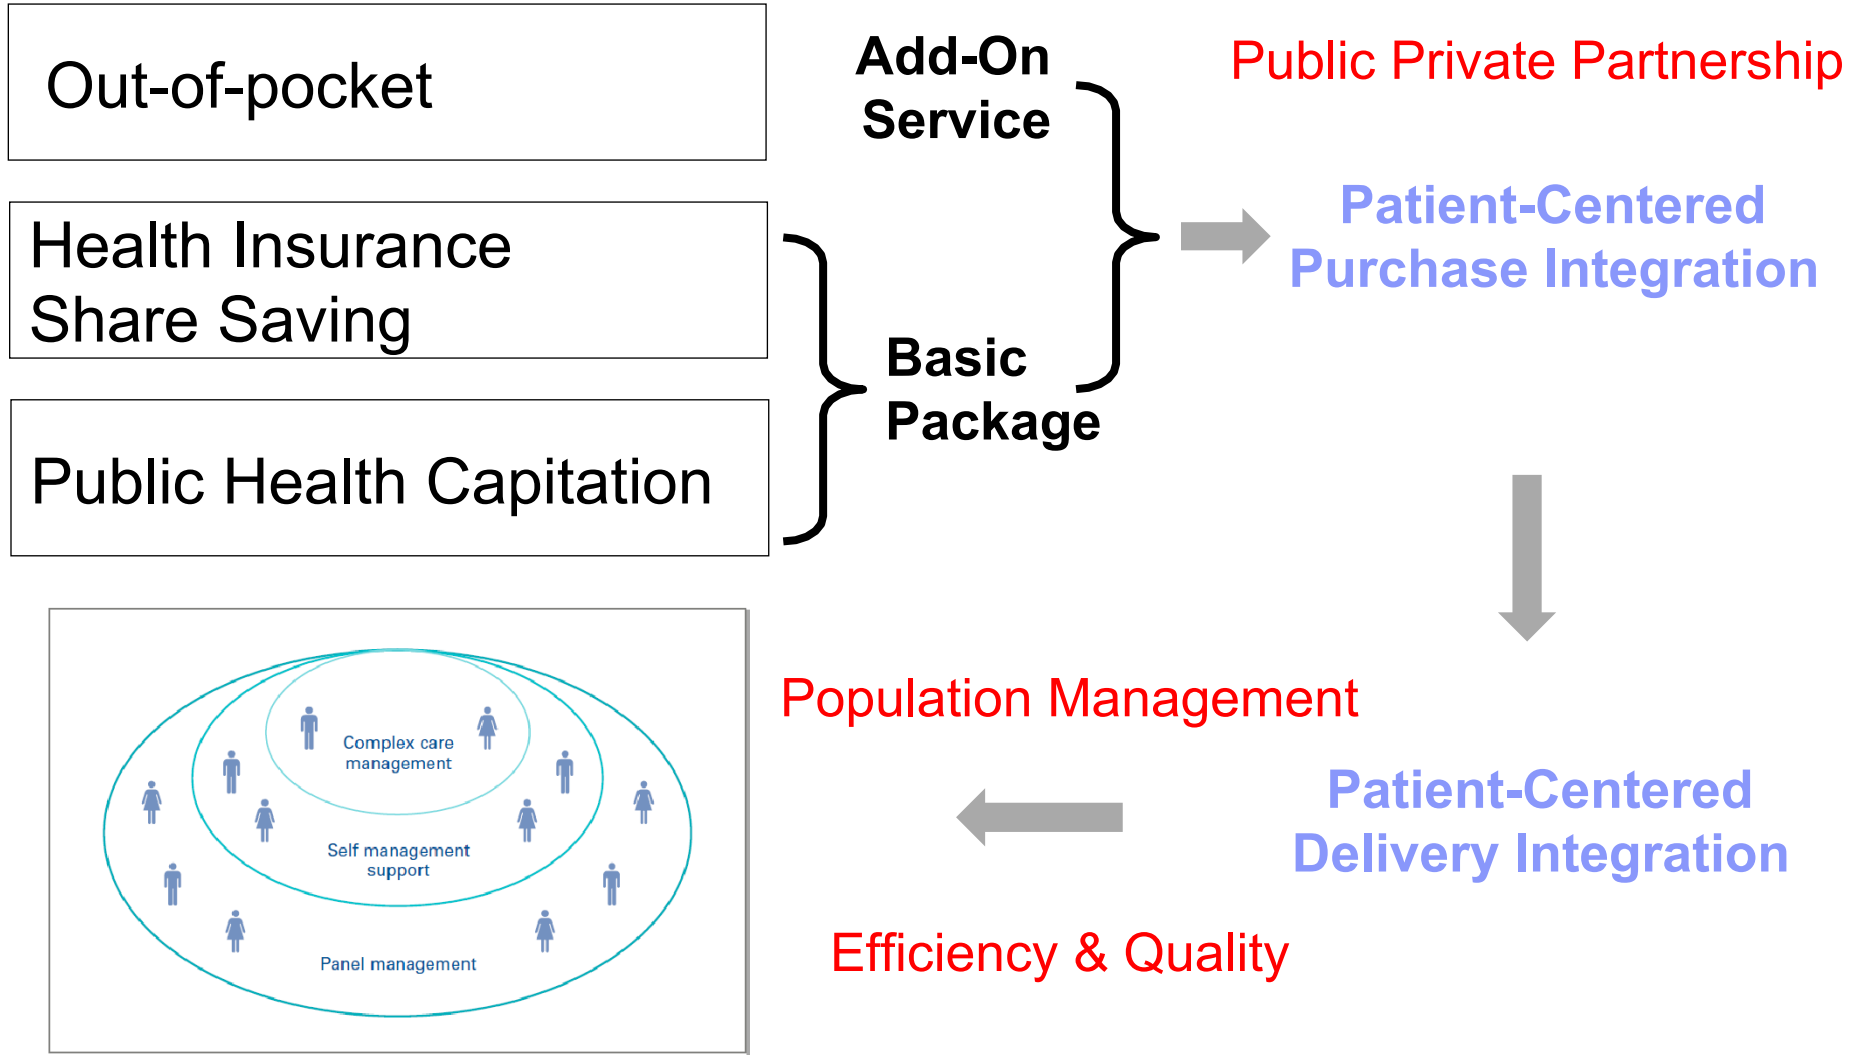 Out-of-pocket
Add-On
Service
Public Private Partnership
Health Insurance
Share Saving
Patient-Centered
Purchase Integration
Basic
Package
Public Health Capitation
Complex care
management
Self management
support
Panel management
Population Management
Patient-Centered
Delivery Integration
Efficiency & Quality